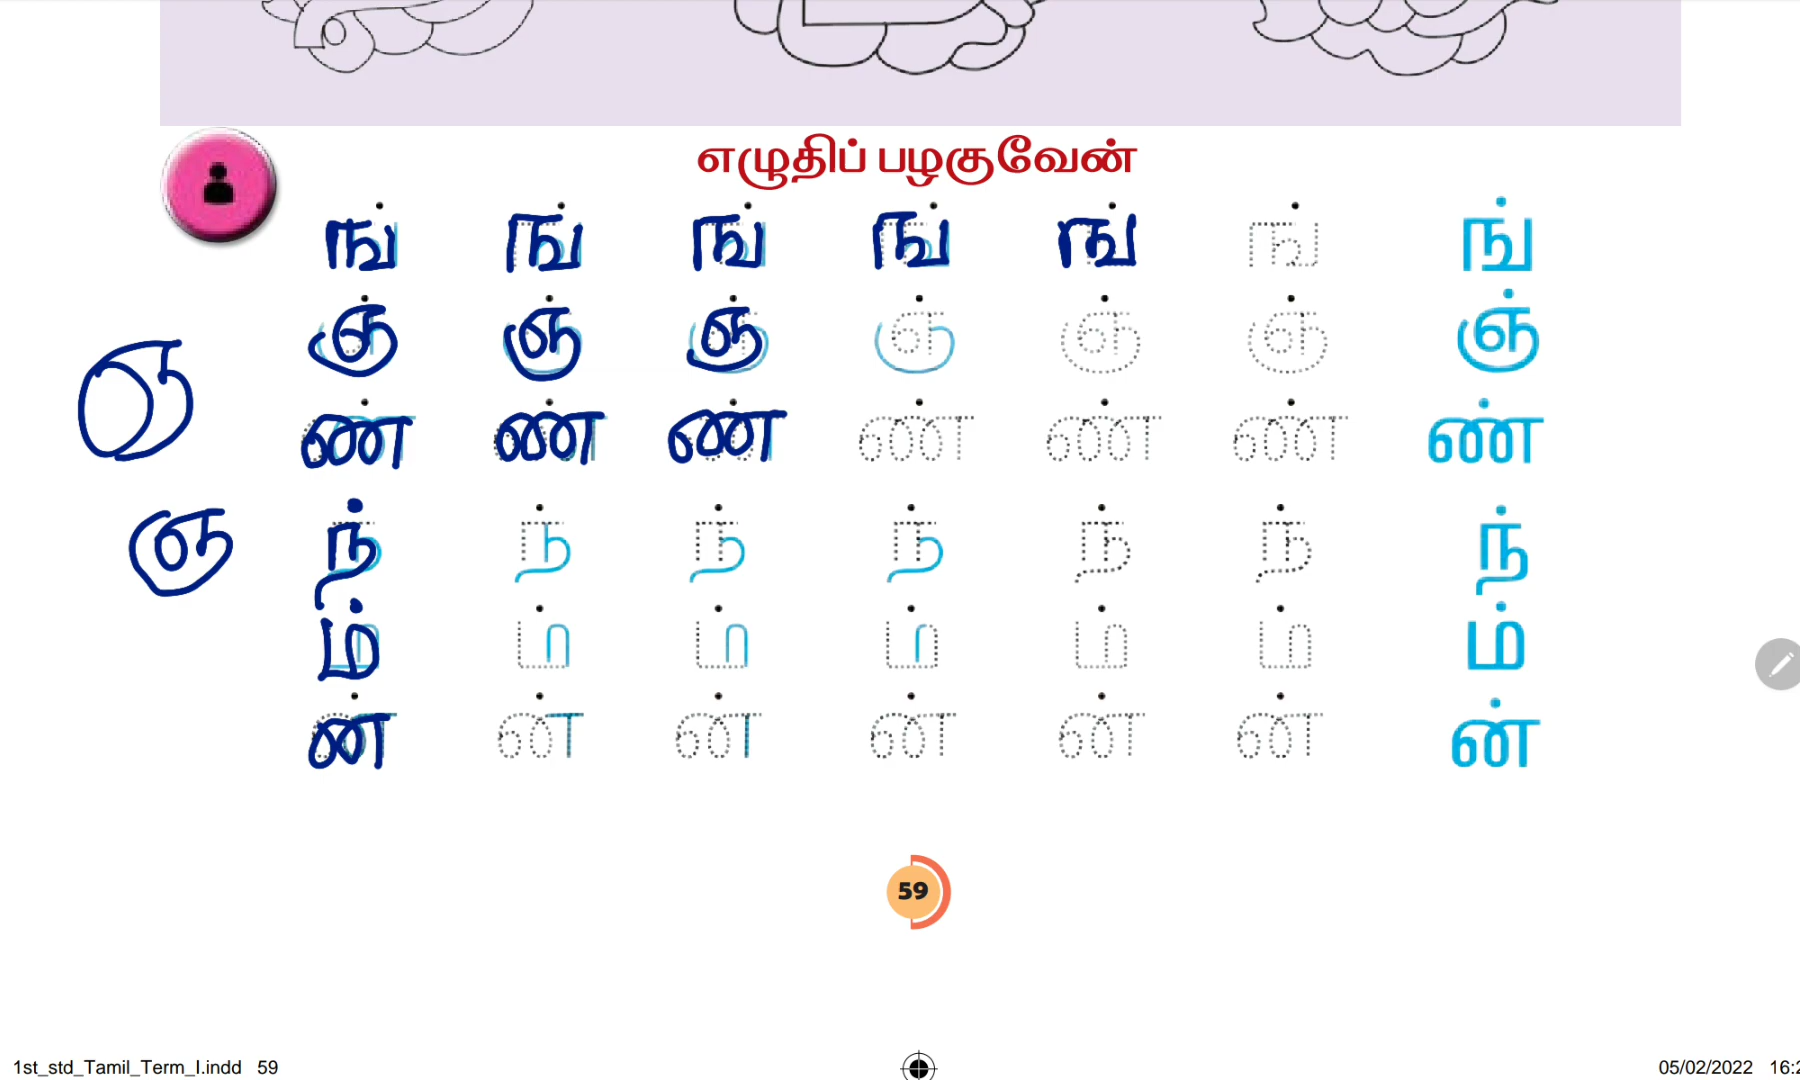 எழுதிப் பழகுவேன்
ங் ங் ங் ங் ங் ங் ங்
ஞ் ஞ் ஞ் ஞ் ஞ் ஞ் ஞ்
ண் ண் ண் ண் ண் ண் ண்
ஞ ந் ந் ந் ந் ந் ந் ந்
ம் ம் ம் ம் ம் ம் ம்
ன் ன் ன் ன் ன் ன் ன்
59
1st_std_Tamil_Term_I.indd 59
05/02/2022